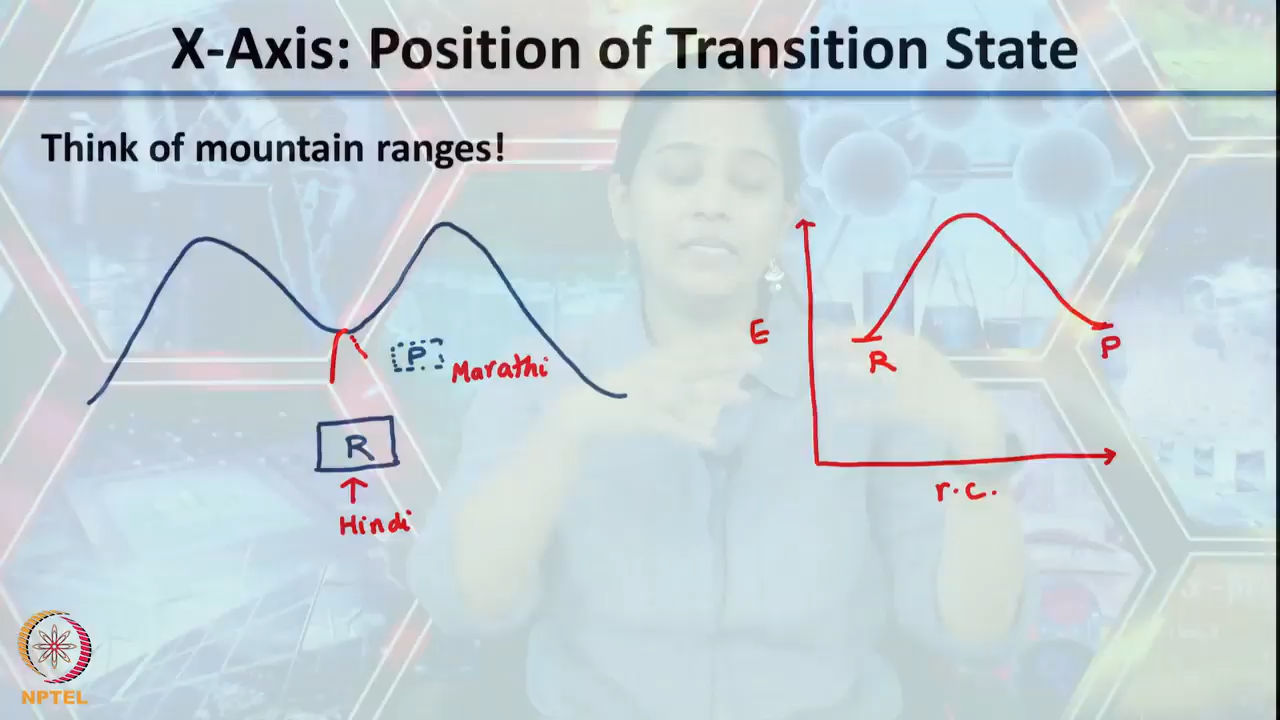 X-Axis: Position of Transition State
Think of mountain ranges!
P
Marathi
R
Hindi
E
R
P
r.c.
NPTEL